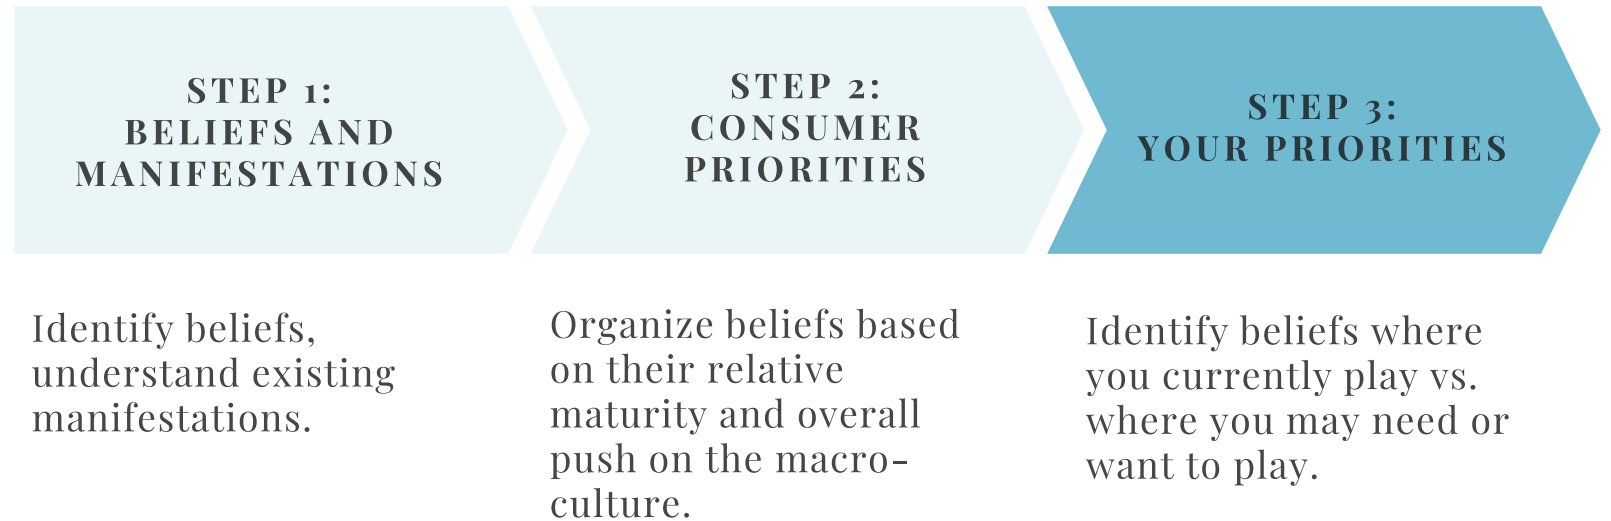 STEP 1:
BELIEFS AND
MANIFESTATIONS
Identify beliefs,
understand existing
manifestations.
STEP 2:
CONSUMER
PRIORITIES
Organize beliefs based
on their relative
maturity and overall
push on the macro-
culture.
STEP 3:
YOUR PRIORITIES
Identify beliefs where
you currently play vs.
where you may need or
want to play.